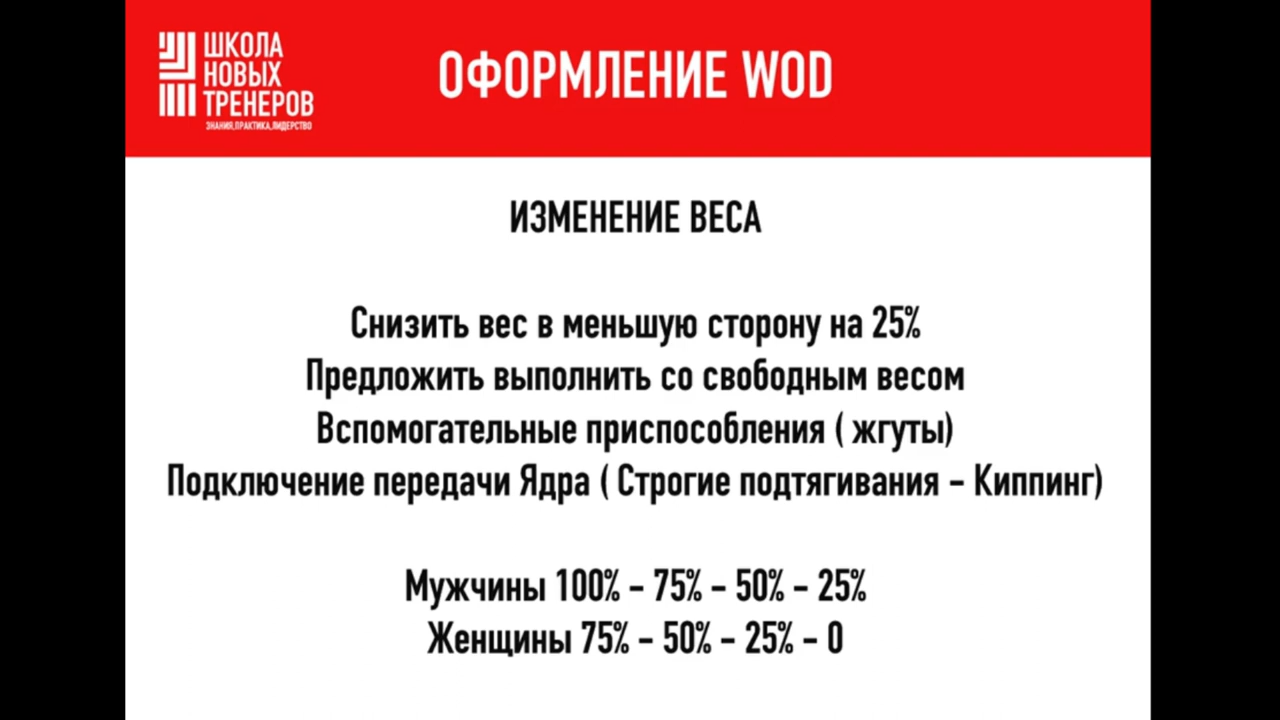 ШКОЛА
НОВЫХ
ТРЕНЕРОВ
ЗНАНИЯ,ПРАКТИКА,ЛИДЕРСТВО
ОФОРМЛЕНИЕ WOD
ИЗМЕНЕНИЕ ВЕСА
Снизить вес в меньшую сторону на 25%
Предложить выполнить со свободным весом
Вспомогательные приспособления ( жгуты)
Подключение передачи Ядра ( Строгие подтягивания – Киппинг)
Мужчины 100% – 75% – 50% – 25%
Женщины 75% – 50% – 25% – 0